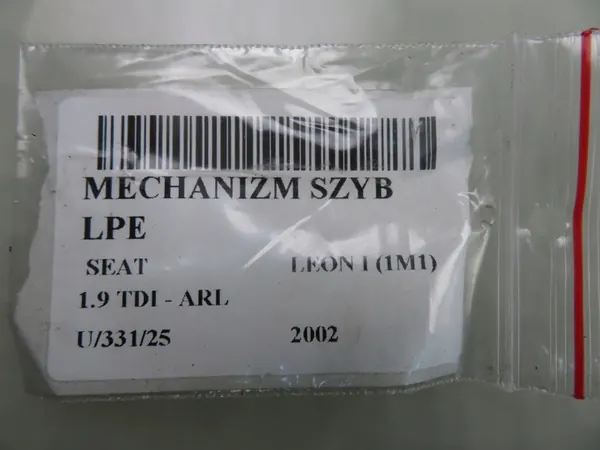 MECHANIZM SZYB
LPE
SEAT LEON I (1M1)
1.9 TDI - ARL
U/331/25 2002